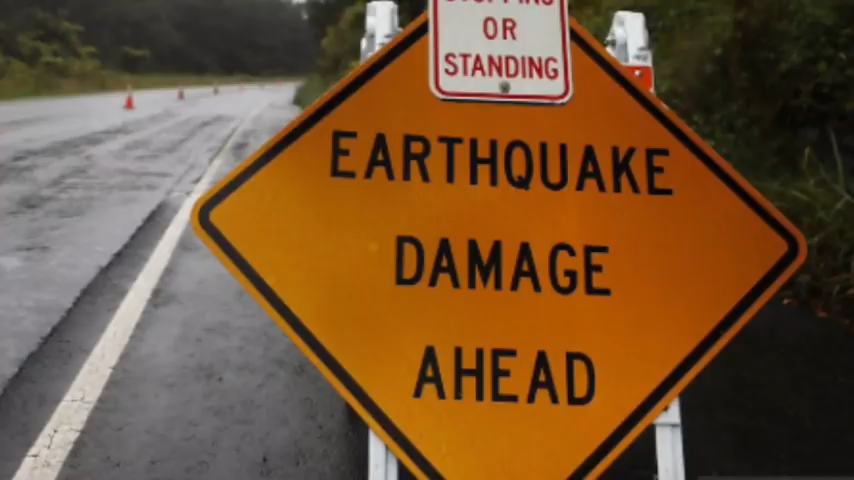 OR
STANDING
EARTHQUAKE
DAMAGE
AHEAD